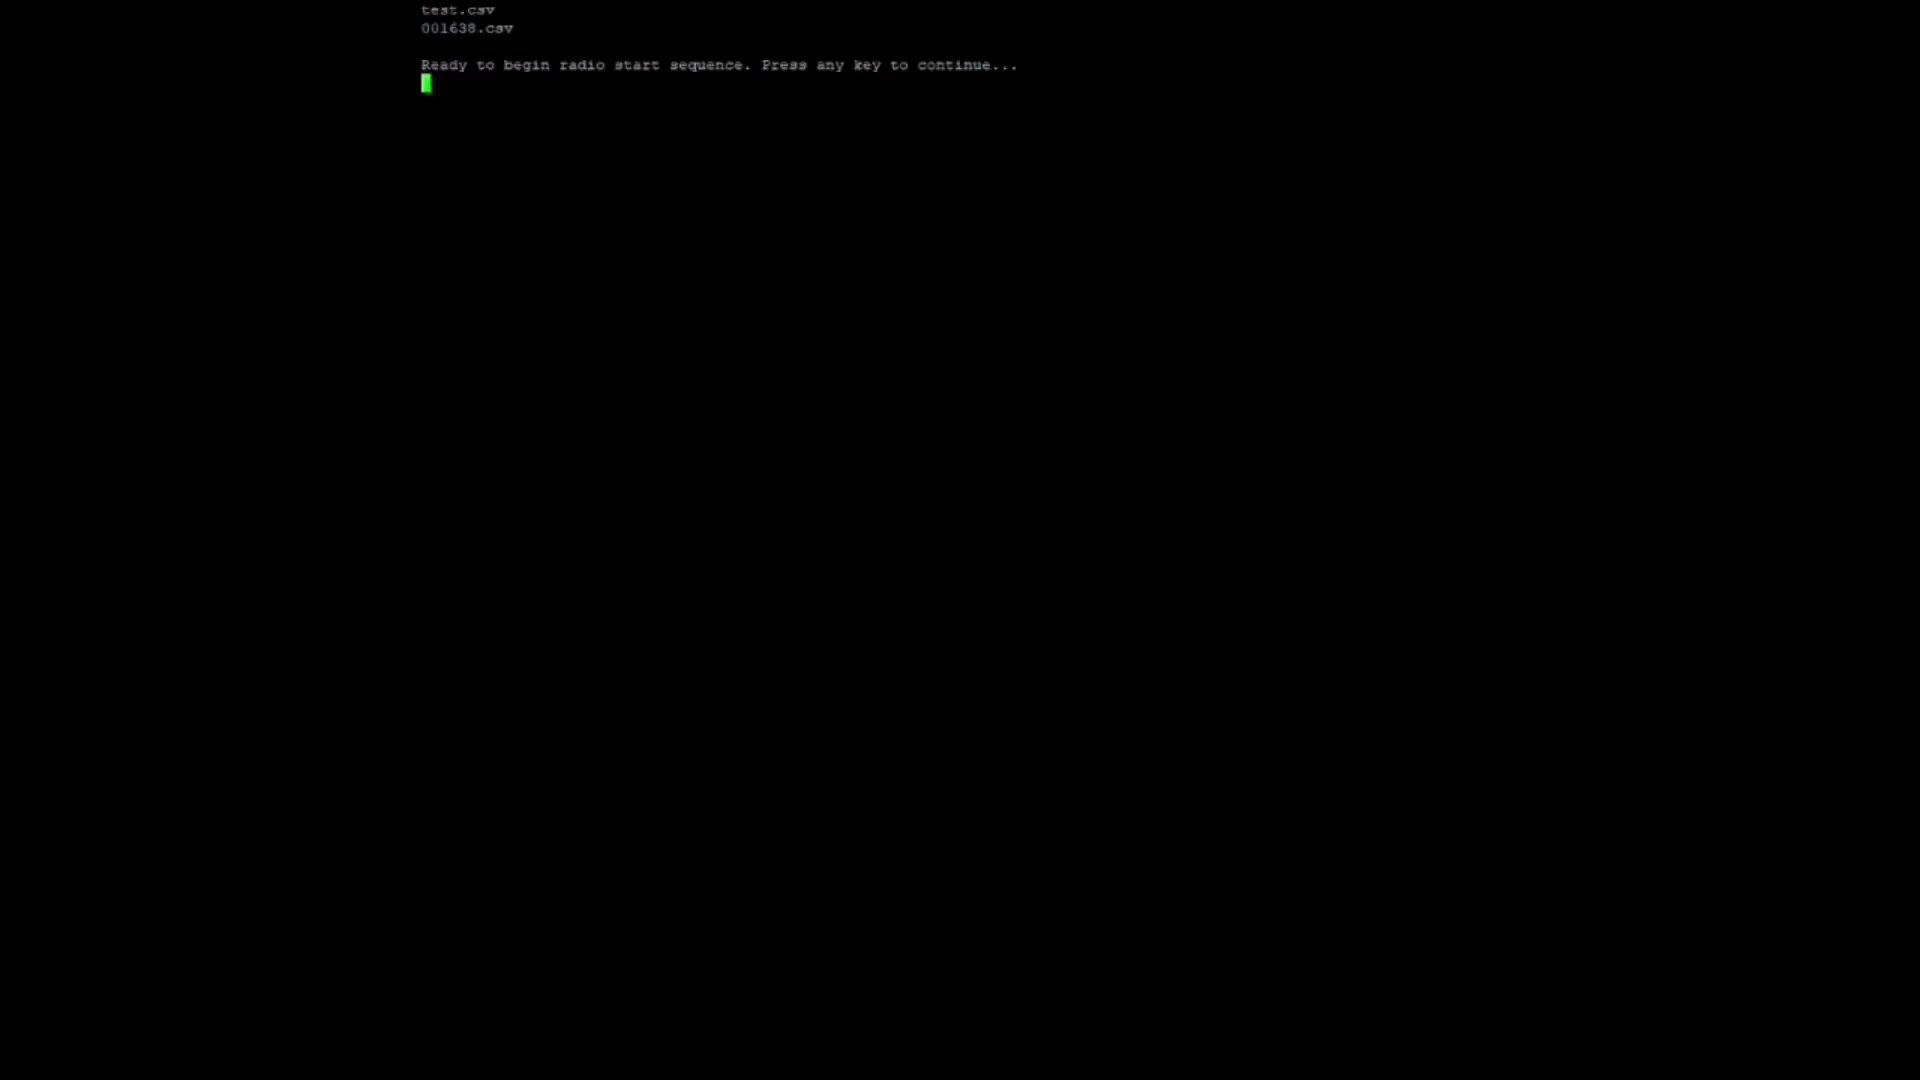 test.csv
001638.csv
Ready to begin radio start sequence. Press any key to continue...